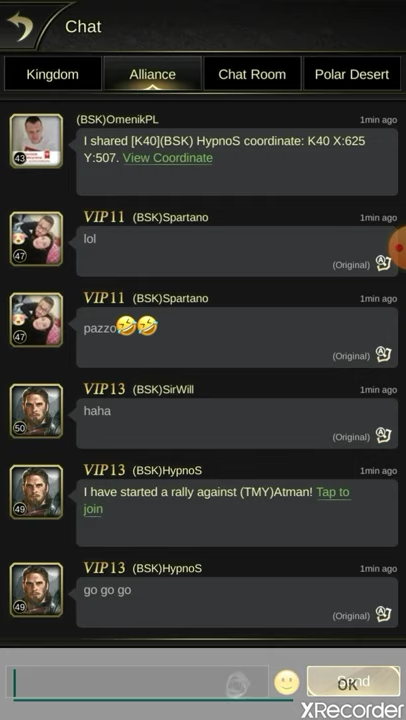 Chat
Kingdom
Alliance
Chat Room
Polar Desert
(BSK)OmenikPL
1min ago
I shared [K40](BSK) HypnoS coordinate: K40 X:625
Y:507. View Coordinate
43
VIP11 (BSK)Spartano
1min ago
lol
47
(Original)
VIP11 (BSK)Spartano
1min ago
pazzo🤣🤣
47
(Original)
VIP13 (BSK)SirWill
1min ago
haha
50
(Original)
VIP13 (BSK)HypnoS
1min ago
I have started a rally against (TMY)Atman! Tap to
join
49
VIP13 (BSK)HypnoS
1min ago
go go go
49
(Original)
Send
OK
XRecorder